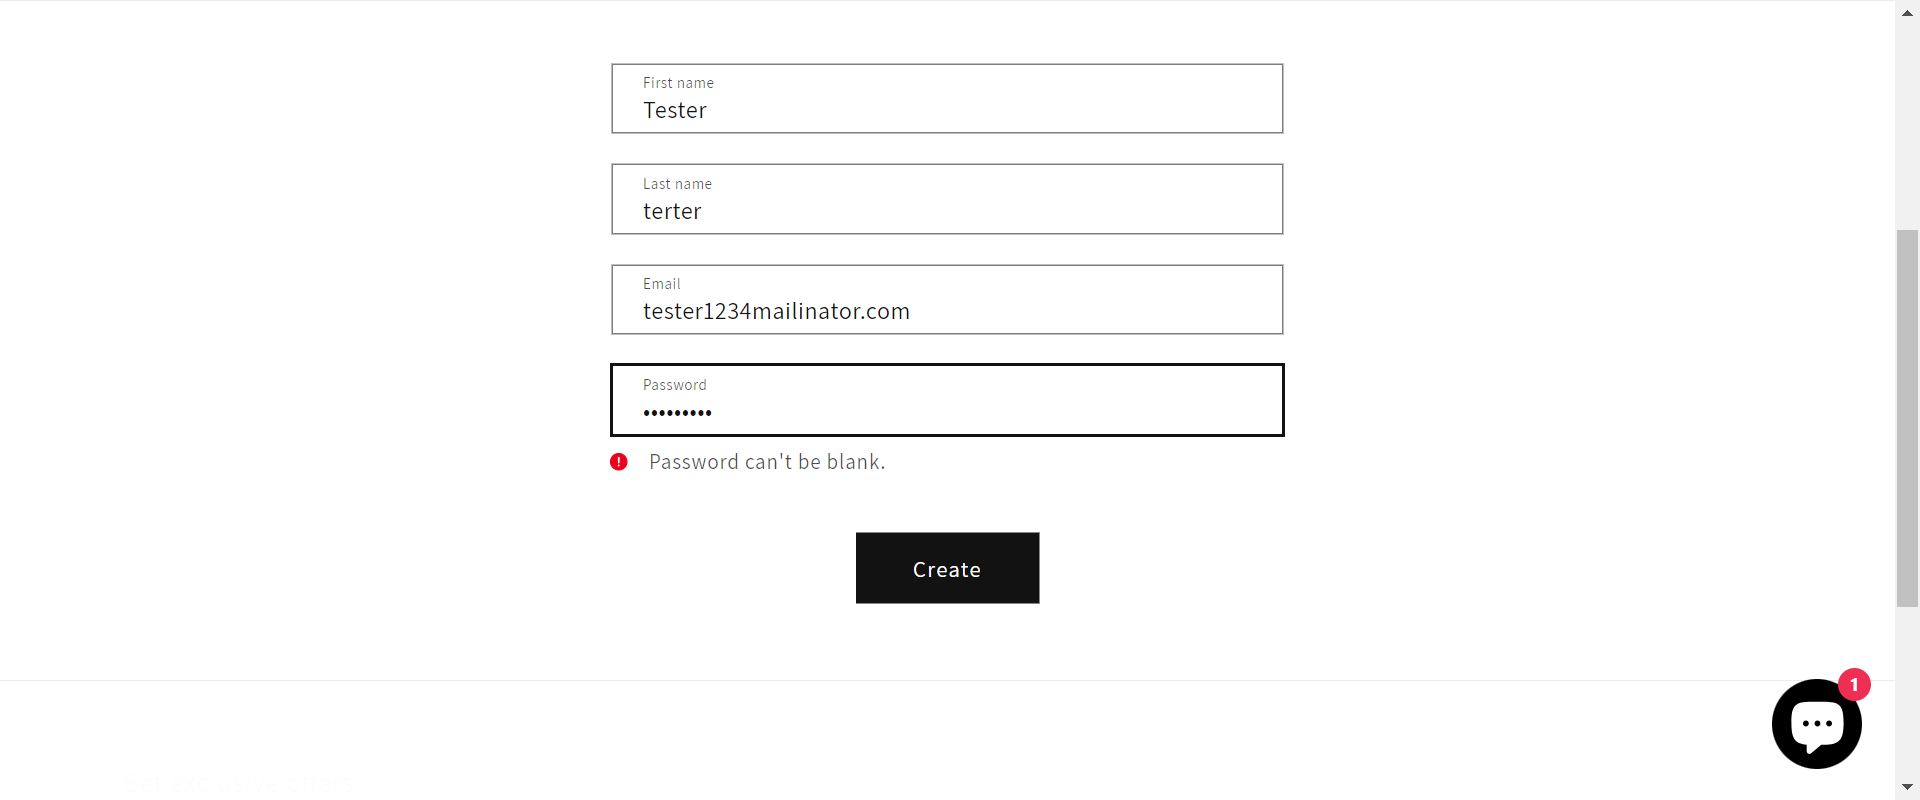 First name
Tester
Last name
terter
Email
tester1234mailinator.com
Password
•••••••••
Password can't be blank.
Create
1
Get exclusive offers